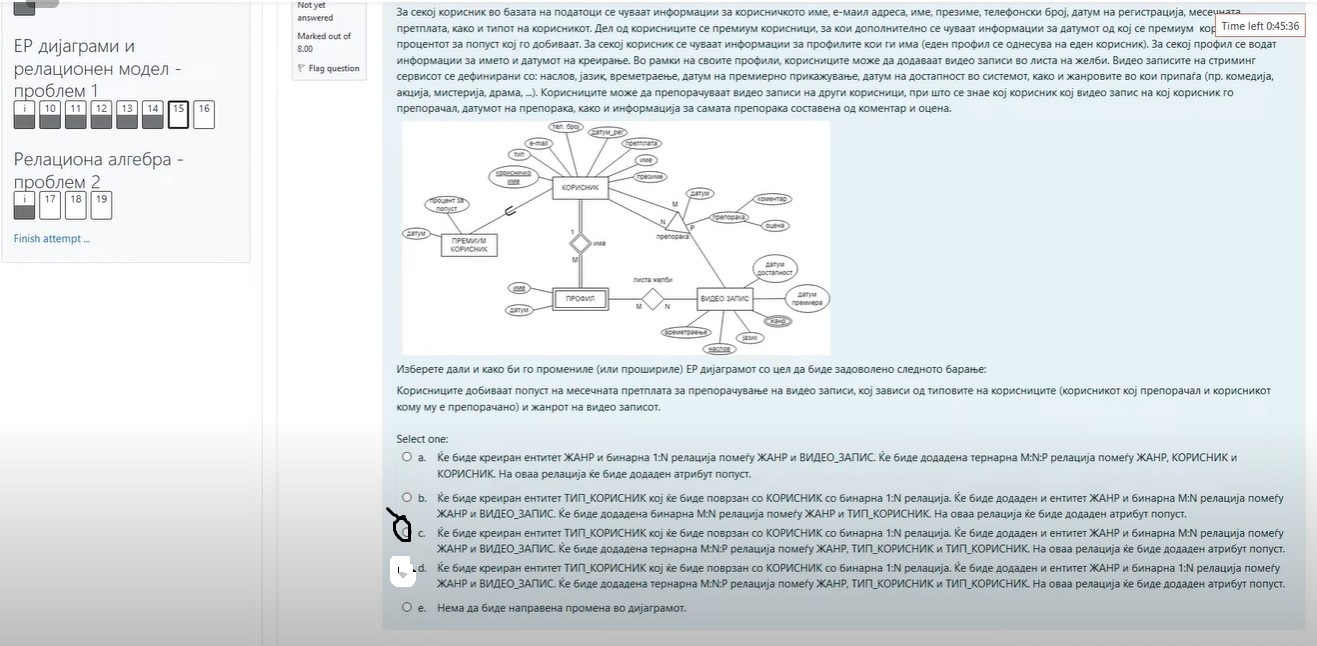 ЕР дијаграми и
релационен модел -
проблем 1
i 10 11 12 13 14 15 16
Релациона алгебра -
проблем 2
i 17 18 19
Finish attempt ...
Not yet
answered
Marked out of
8.00
Flag question
Time left 0:45:36
За секој корисник во базата на податоци се чуваат информации за корисничкото име, е-маил адреса, име, презиме, телефонски број, датум на регистрација, месечната
претплата, како и типот на корисникот. Дел од корисниците се премиум корисници, за кои дополнително се чуваат информации за датумот од кој се премиум
процентот за попуст кој го добиваат. За секој корисник се чуваат информации за профилите кои ги има (еден профил се однесува на еден корисник). За секој профил се водат
информации за името и датумот на креирање. Во рамки на своите профили, корисниците може да додаваат видео записи во листа на желби. Видео записите на стриминг
сервисот се дефинирани со: наслов, јазик, времетраење, датум на премиерно прикажување, датум на достапност во системот, како и жанровите во кои припаѓа (пр. комедија,
акција, мистерија, драма, ...). Корисниците може да препорачуваат видео записи на други корисници, при што се знае кој корисник кој видео запис на кој корисник го
препорачал, датумот на препорака, како и информација за самата препорака составена од коментар и оцена.
тел. број
датум_рег
e-mail
претплата
тип
име
корисничко
име
презиме
КОРИСНИК
процент за
попуст
датум
ПРЕМИУМ
КОРИСНИК
U
датум
коментар
M
препорака
N
P
оцена
препорака
1
има
M
име
датум
ПРОФИЛ
листа желби
M
N
ВИДЕО ЗАПИС
датум
достапност
датум
премиера
жанр
времетраење
јазик
наслов
Изберете дали и како би го промениле (или прошириле) ЕР дијаграмот со цел да биде задоволено следното барање:
Корисниците добиваат попуст на месечната претплата за препорачување на видео записи, кој зависи од типовите на корисниците (корисникот кој препорачал и корисникот
кому му е препорачано) и жанрот на видео записот.
Select one:
a. Ќе биде креиран ентитет ЖАНР и бинарна 1:N релација помеѓу ЖАНР и ВИДЕО_ЗАПИС. Ќе биде додадена тернарна M:N:P релација помеѓу ЖАНР, КОРИСНИК и
КОРИСНИК. На оваа релација ќе биде додаден атрибут попуст.
b. Ќе биде креиран ентитет ТИП_КОРИСНИК кој ќе биде поврзан со КОРИСНИК со бинарна 1:N релација. Ќе биде додаден и ентитет ЖАНР и бинарна M:N релација помеѓу
ЖАНР и ВИДЕО_ЗАПИС. Ќе биде додадена бинарна M:N релација помеѓу ЖАНР и ТИП_КОРИСНИК. На оваа релација ќе биде додаден атрибут попуст.
c. Ќе биде креиран ентитет ТИП_КОРИСНИК кој ќе биде поврзан со КОРИСНИК со бинарна 1:N релација. Ќе биде додаден и ентитет ЖАНР и бинарна M:N релација помеѓу
ЖАНР и ВИДЕО_ЗАПИС. Ќе биде додадена тернарна M:N:P релација помеѓу ЖАНР, ТИП_КОРИСНИК и ТИП_КОРИСНИК. На оваа релација ќе биде додаден атрибут попуст.
d. Ќе биде креиран ентитет ТИП_КОРИСНИК кој ќе биде поврзан со КОРИСНИК со бинарна 1:N релација. Ќе биде додаден и ентитет ЖАНР и бинарна 1:N релација помеѓу
ЖАНР и ВИДЕО_ЗАПИС. Ќе биде додадена тернарна M:N:P релација помеѓу ЖАНР, ТИП_КОРИСНИК и ТИП_КОРИСНИК. На оваа релација ќе биде додаден атрибут попуст.
e. Нема да биде направена промена во дијаграмот.